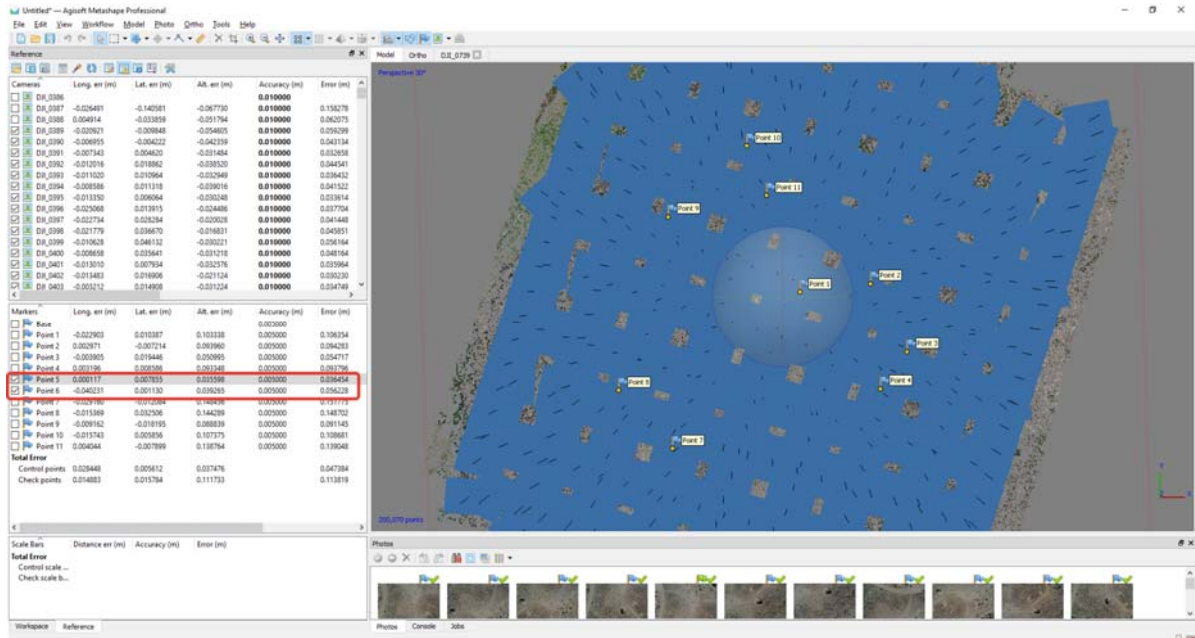 Untitled* — Agisoft Metashape Professional
File Edit View Workflow Model Photo Ortho Tools Help
Reference
Model Ortho DJI_0739
Perspective 30°
Cameras Long. err (m) Lat. err (m) Alt. err (m) Accuracy (m) Error (m)
DJI_0386 0.010000
DJI_0387 -0.026491 -0.140581 -0.067730 0.158278
DJI_0388 0.004914 -0.033859 -0.051794 0.062075
DJI_0389 -0.020921 -0.009848 -0.054605 0.010000 0.059299
DJI_0390 -0.006955 -0.004222 -0.042359 0.010000 0.043134
DJI_0391 -0.007343 0.004620 -0.031484 0.010000 0.032658
DJI_0392 -0.012016 0.018862 -0.038520 0.010000 0.044541
DJI_0393 -0.011020 0.010964 -0.032949 0.010000 0.036432
DJI_0394 -0.008586 0.011318 -0.039016 0.010000 0.041522
DJI_0395 -0.013350 0.006064 -0.030248 0.010000 0.033614
DJI_0396 -0.025068 0.013915 -0.024486 0.010000 0.037704
DJI_0397 -0.022734 0.028284 -0.020028 0.010000 0.041448
DJI_0398 -0.021779 0.036670 -0.016831 0.010000 0.045851
DJI_0399 -0.010628 0.046132 -0.030221 0.010000 0.056164
DJI_0400 -0.008658 0.035641 -0.031218 0.010000 0.048164
DJI_0401 -0.013010 0.007934 -0.032576 0.010000 0.035964
DJI_0402 -0.013483 0.016906 -0.021124 0.010000 0.030230
DJI_0403 -0.003212 0.014908 -0.031224 0.010000 0.034749
Markers Long. err (m) Lat. err (m) Alt. err (m) Accuracy (m) Error (m)
Base 0.003000
Point 1 -0.022903 0.010387 0.103338 0.005000 0.106354
Point 2 0.002971 -0.007214 0.093960 0.005000 0.094283
Point 3 -0.003905 0.019446 0.050995 0.005000 0.054717
Point 4 0.003196 0.008586 0.093348 0.005000 0.093796
Point 5 0.000117 0.007855 0.035598 0.005000 0.036454
Point 6 -0.040231 0.001130 0.039265 0.005000 0.056228
Point 7 -0.029180 -0.012084 0.148456 0.005000 0.151775
Point 8 -0.015369 0.032506 0.144289 0.005000 0.148702
Point 9 -0.009162 -0.018195 0.088839 0.005000 0.091145
Point 10 -0.015743 0.005856 0.107375 0.005000 0.108681
Point 11 0.004044 -0.007899 0.138764 0.005000 0.139048
Total Error
Control points 0.028448 0.005612 0.037476 0.047384
Check points 0.014883 0.015784 0.111733 0.113819
Scale Bars Distance err (m) Accuracy (m) Error (m)
Total Error
Control scale ...
Check scale b...
Workspace Reference
Point 10
Point 11
Point 9
Point 2
Point 1
Point 3
Point 4
Point 8
Point 7
200,070 points
Y
X
Z
Photos
Photos Console Jobs